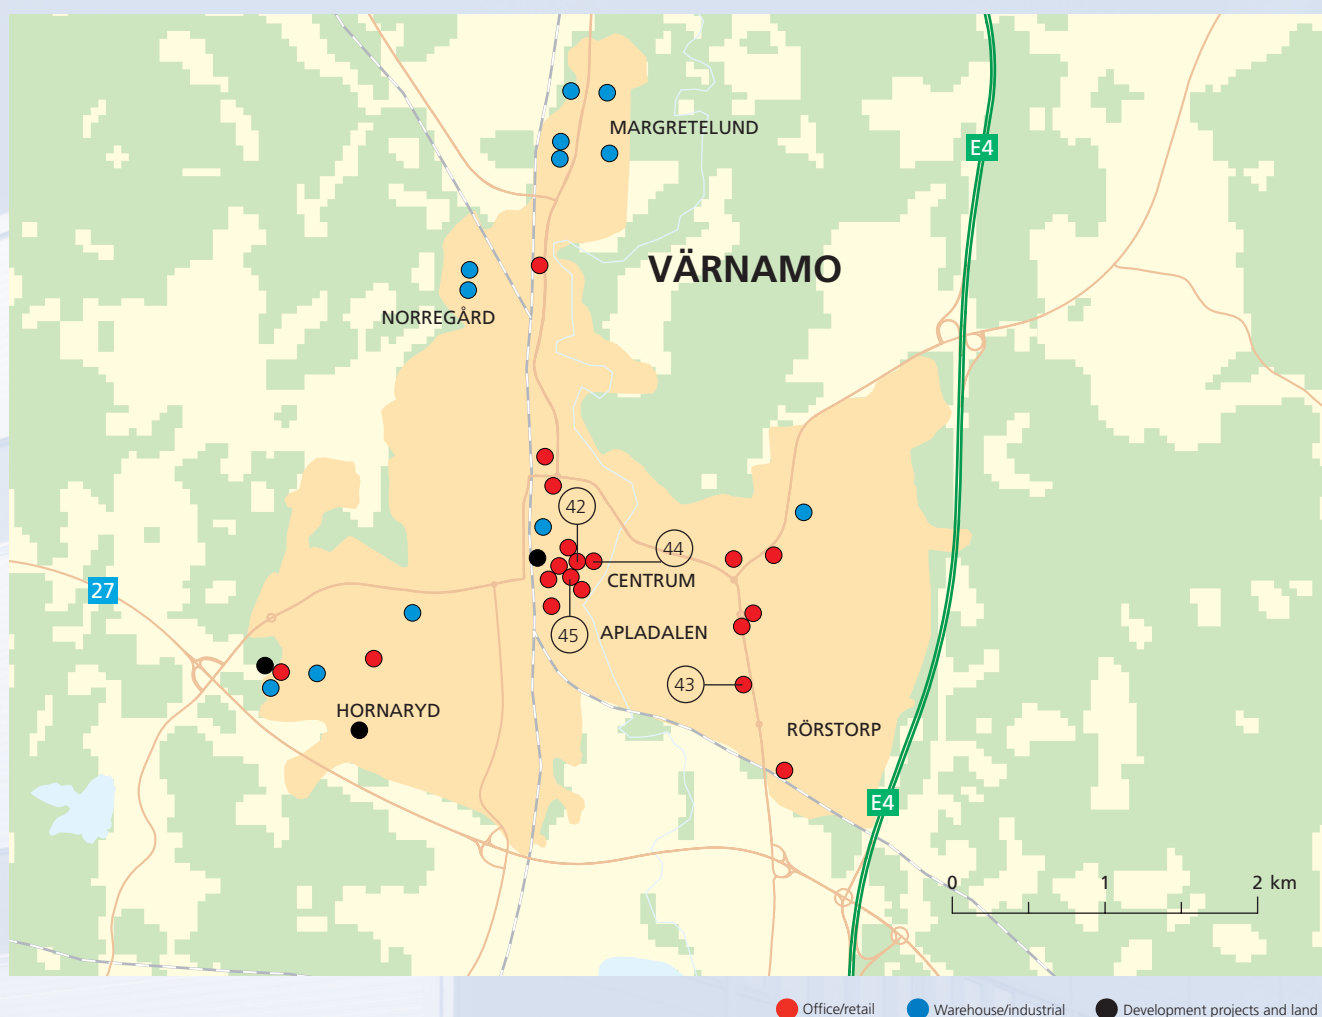 MARGRETELUND
E4
VÄRNAMO
NORREGÅRD
42
44
CENTRUM
27
45
APLADALEN
43
HORNARYD
RÖRSTORP
E4
0 1 2 km
Office/retail Warehouse/industrial Development projects and land